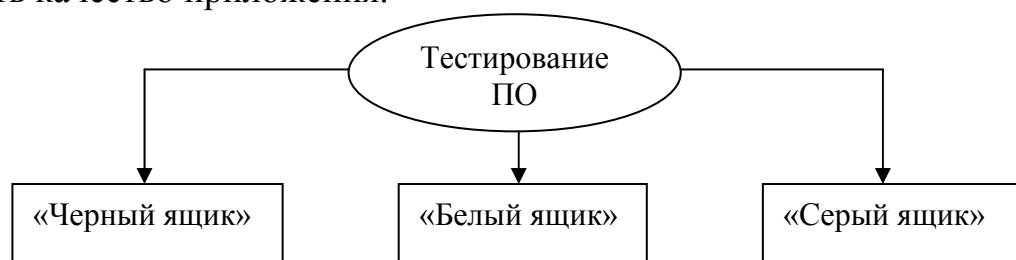 качество приложения.
Тестирование
ПО
«Черный ящик»
«Белый ящик»
«Серый ящик»